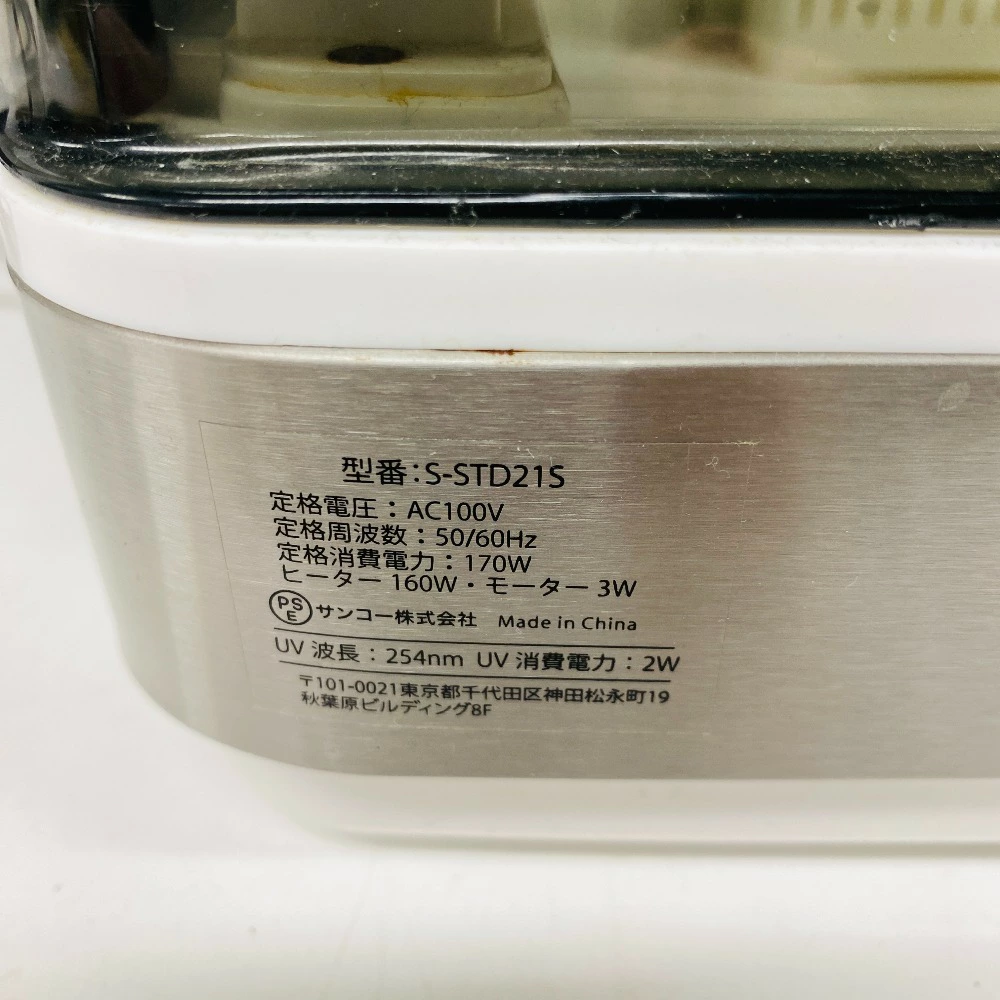 型番：S-STD21S
定格電圧：AC100V
定格周波数：50/60Hz
定格消費電力：170W
ヒーター 160W・モーター 3W
PSE サンコー株式会社 Made in China
UV 波長：254nm UV 消費電力：2W
〒101-0021東京都千代田区神田松永町19
秋葉原ビルディング8F